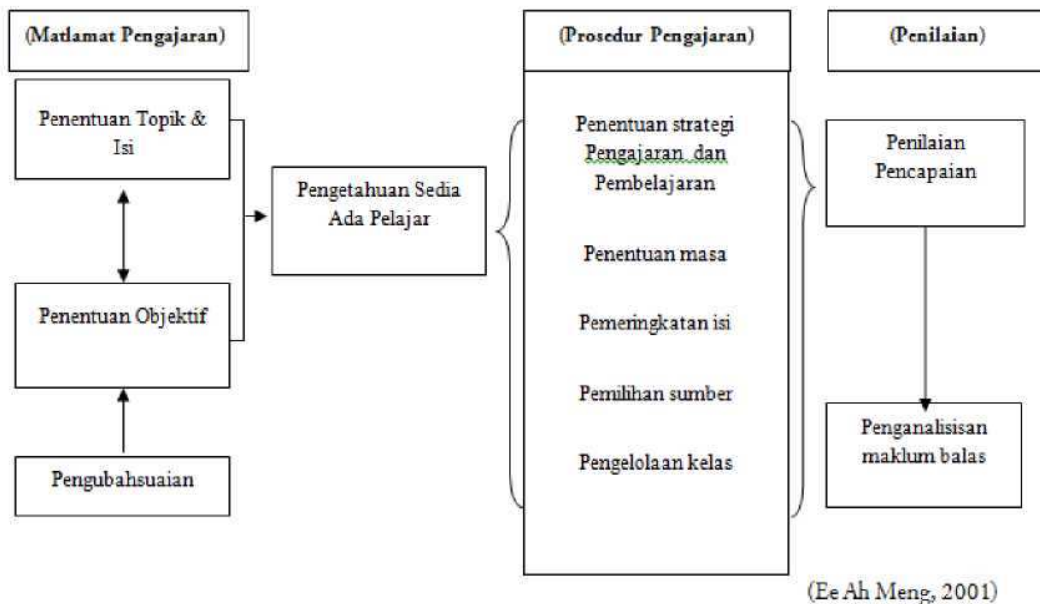 (Matlamat Pengajaran)
(Prosedur Pengajaran)
(Penilaian)
Penentuan Topik &
Isi
Penentuan Objektif
Pengubahsuaian
Pengetahuan Sedia
Ada Pelajar
Penentuan strategi
Pengajaran dan
Pembelajaran
Penentuan masa
Pemeringkatan isi
Pemilihan sumber
Pengelolaan kelas
Penilaian
Pencapaian
Penganalisisan
maklum balas
(Ee Ah Meng, 2001)